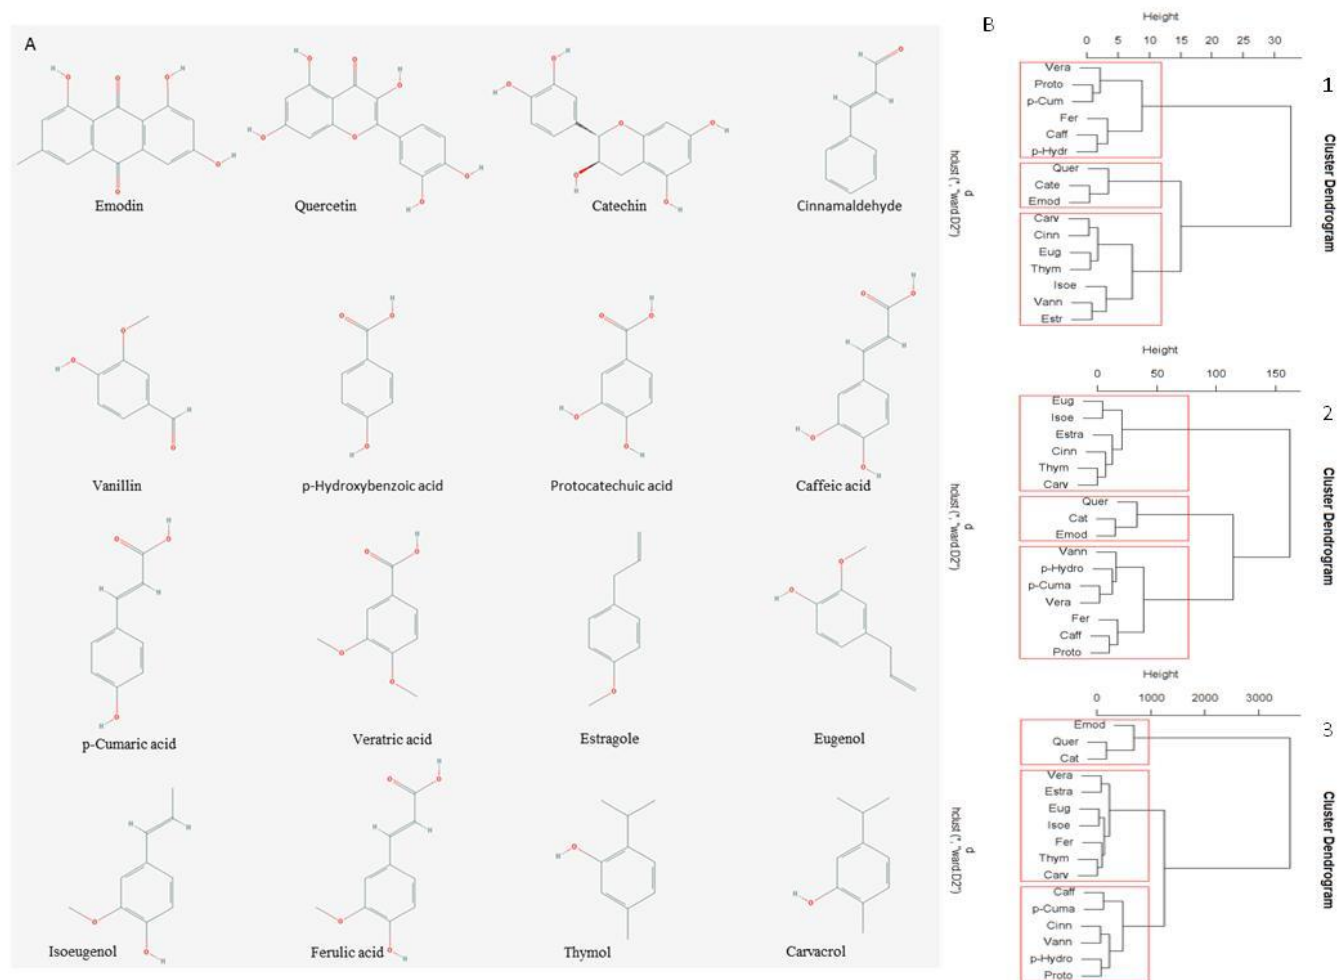 A
Emodin
Quercetin
Catechin
Cinnamaldehyde
Vanillin
p-Hydroxybenzoic acid
Protocatechuic acid
Caffeic acid
p-Cumaric acid
Veratric acid
Estragole
Eugenol
Isoeugenol
Ferulic acid
Thymol
Carvacrol
B
Height
0 5 10 15 20 25 30
Vera
Proto
p-Cum
Fer
Caff
p-Hydr
Quer
Cate
Emod
Carv
Cinn
Eug
Thym
Isoe
Vann
Estr
1
Cluster Dendrogram
d
hclust (*, "ward.D2")
Height
0 50 100 150
Eug
Isoe
Estra
Cinn
Thym
Carv
Quer
Cat
Emod
Vann
p-Hydro
p-Cuma
Vera
Fer
Caff
Proto
2
Cluster Dendrogram
d
hclust (*, "ward.D2")
Height
0 1000 2000 3000
Emod
Quer
Cat
Vera
Estra
Eug
Isoe
Fer
Thym
Carv
Caff
p-Cuma
Cinn
Vann
p-Hydro
Proto
3
Cluster Dendrogram
d
hclust (*, "ward.D2")